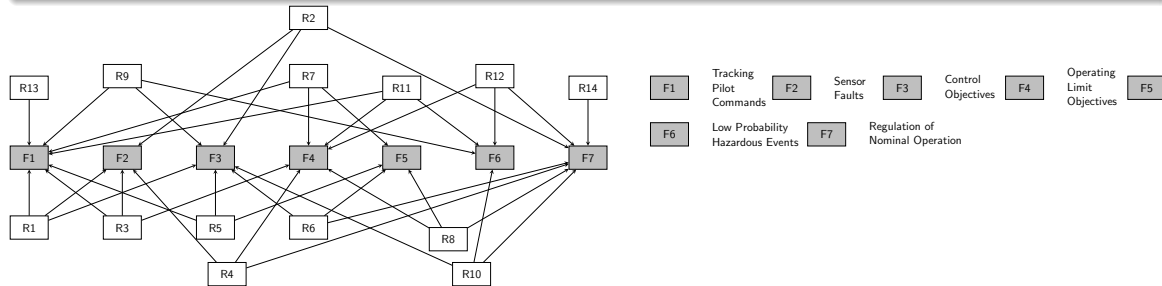 R2
R13
R9
R7
R11
R12
R14
F1
F2
F3
F4
F5
F6
F7
R1
R3
R5
R6
R8
R4
R10
F1
Tracking
Pilot
Commands
F2
Sensor
Faults
F3
Control
Objectives
F4
Operating
Limit
Objectives
F5
F6
Low Probability
Hazardous Events
F7
Regulation of
Nominal Operation